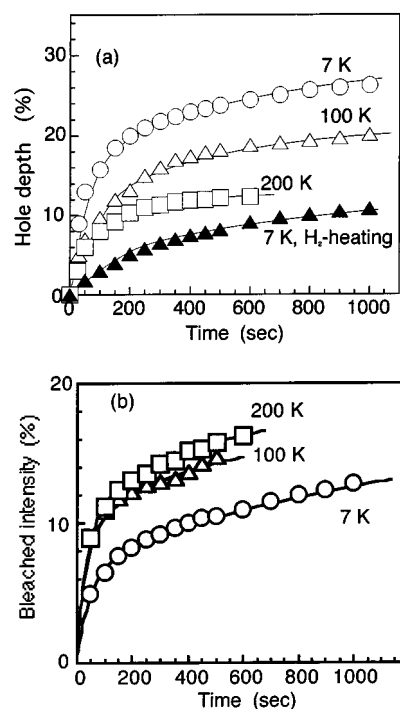 (a)
Hole depth (%)
30
20
10
0
7 K
100 K
200 K
7 K, H₂-heating
0 200 400 600 800 1000
Time (sec)
(b)
Bleached intensity (%)
20
10
0
200 K
100 K
7 K
0 200 400 600 800 1000
Time (sec)